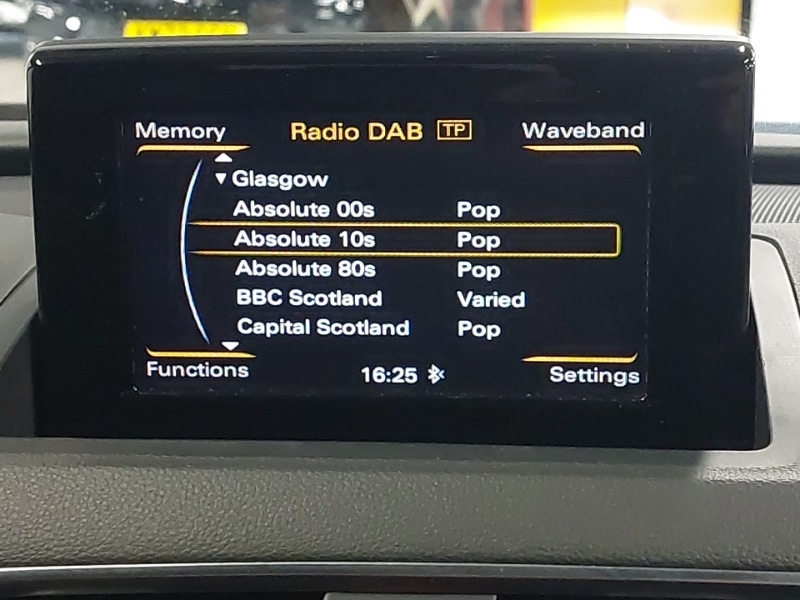 Memory Radio DAB TP Waveband
Glasgow
Absolute 00s Pop
Absolute 10s Pop
Absolute 80s Pop
BBC Scotland Varied
Capital Scotland Pop
Functions 16:25 Settings